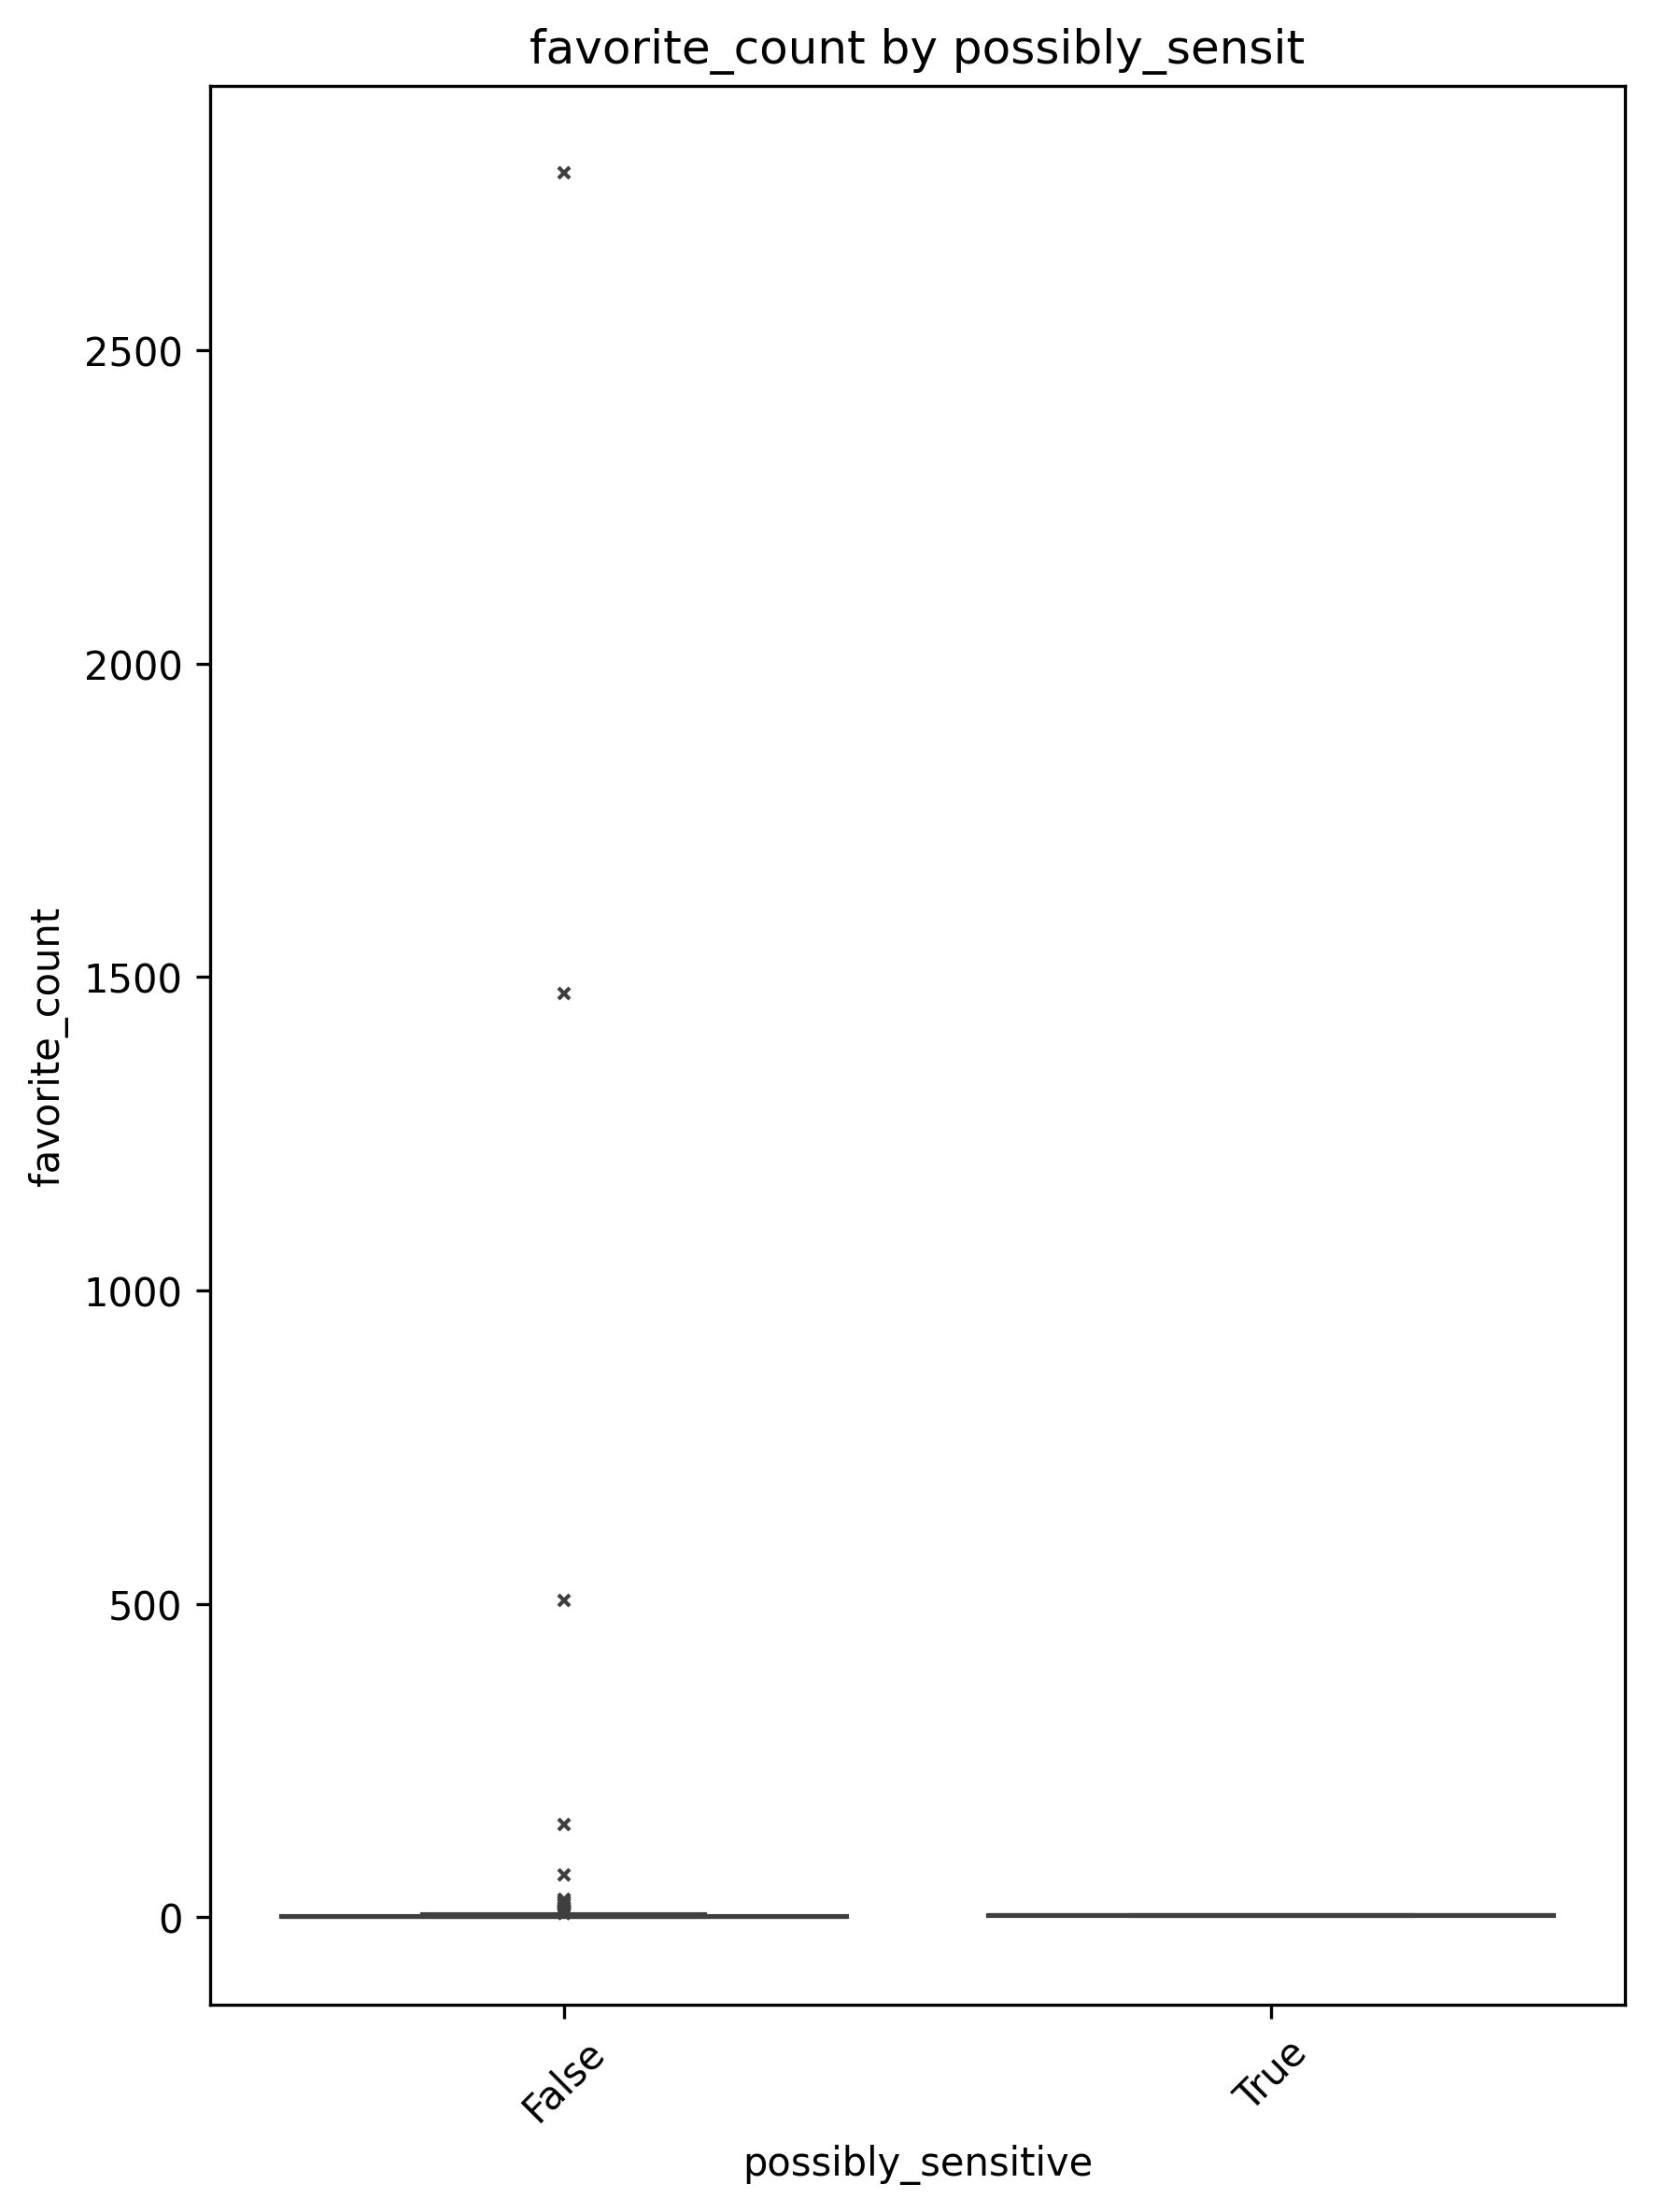 favorite_count by possibly_sensit
favorite_count
2500
2000
1500
1000
500
0
False
True
possibly_sensitive